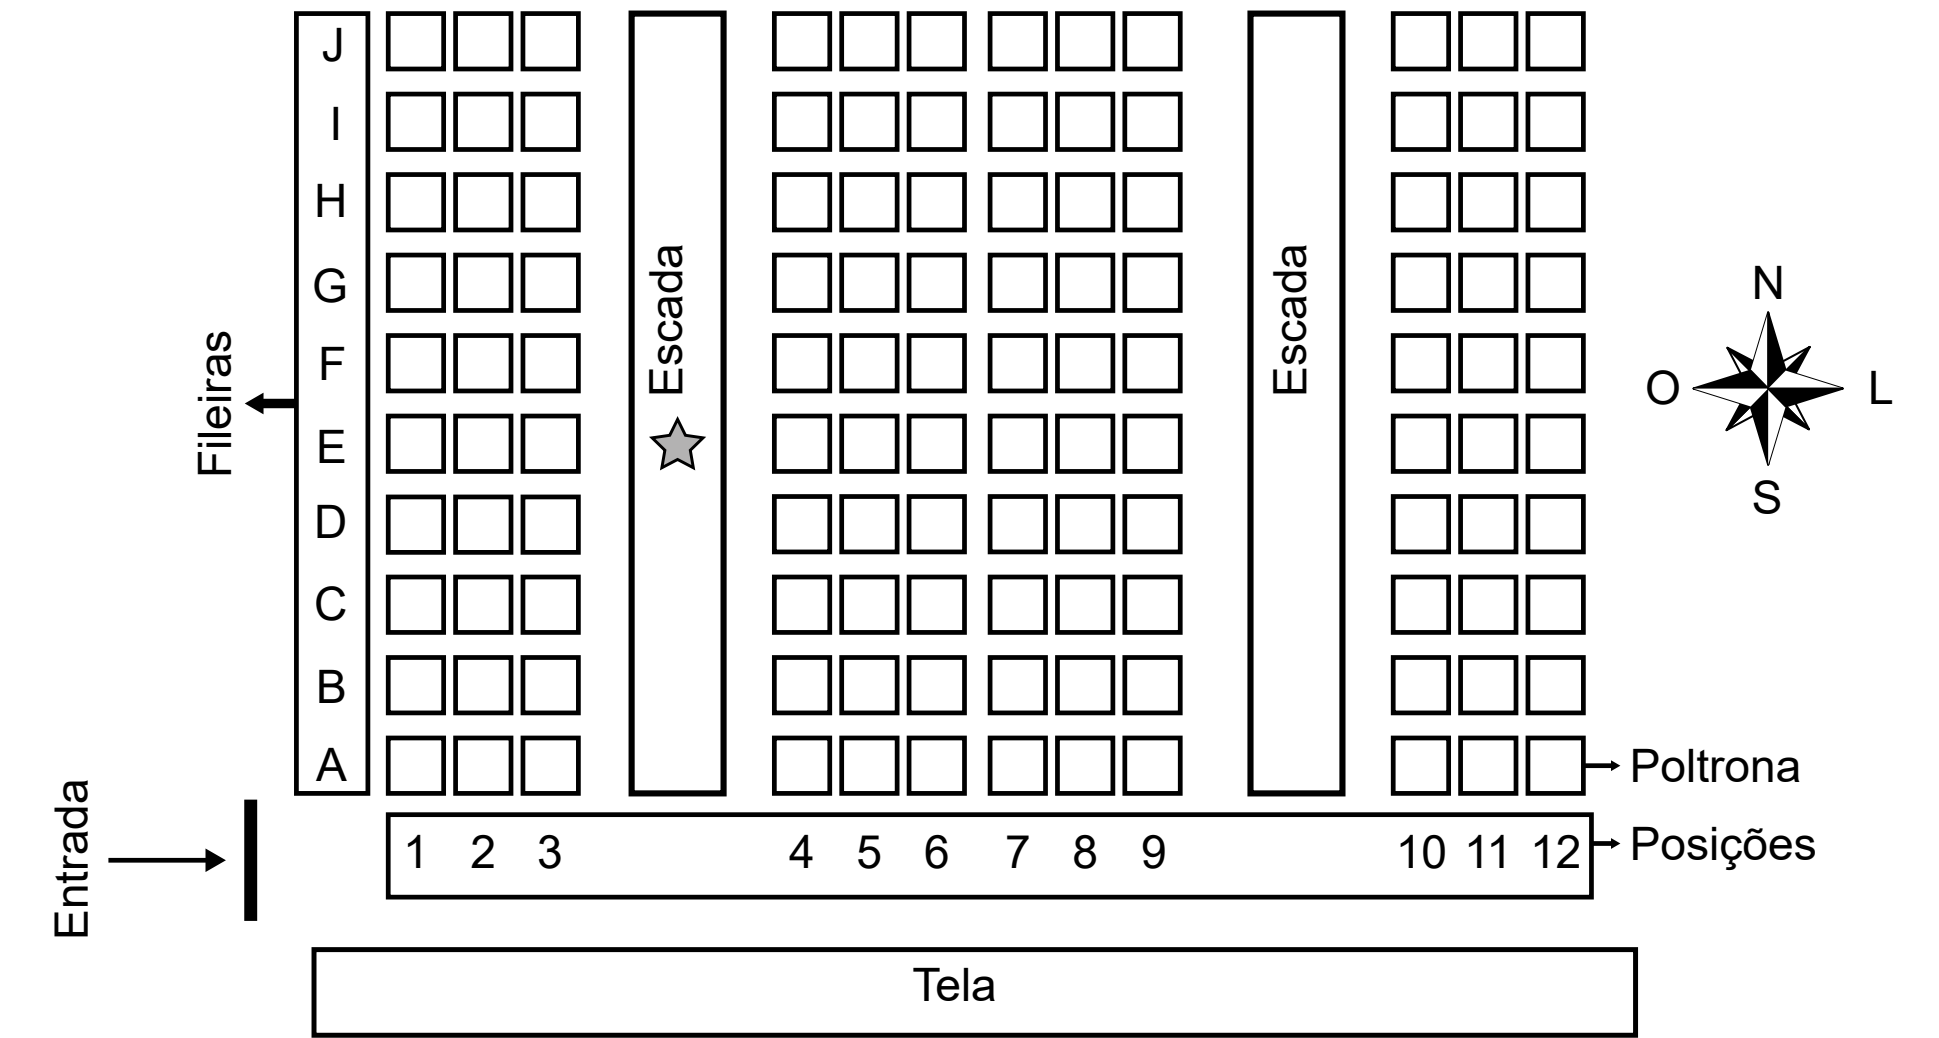 J
I
H
G
F
E
D
C
B
A
Fileiras
Escada
Escada
N
O L
S
Poltrona
Entrada
1 2 3 4 5 6 7 8 9 10 11 12
Posições
Tela